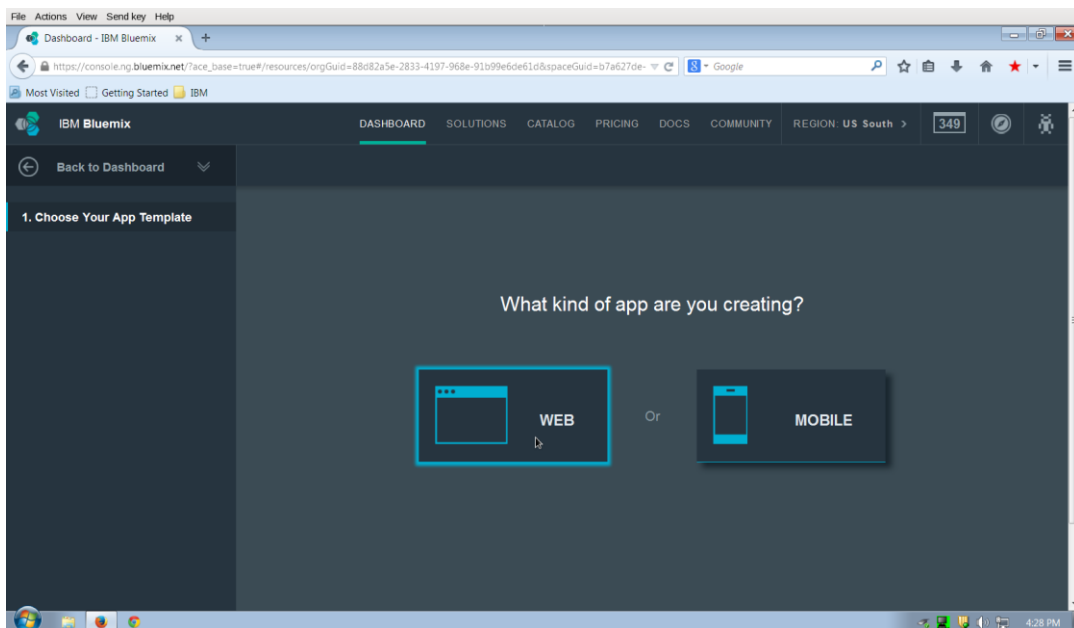 File Actions View Send key Help
Dashboard - IBM Bluemix × +
https://console.ng.bluemix.net/?ace_base=true#/resources/orgGuid=88d82a5e-2833-4197-968e-91b99e6de61d&spaceGuid=b7a627de- Google
Most Visited Getting Started IBM
IBM Bluemix DASHBOARD SOLUTIONS CATALOG PRICING DOCS COMMUNITY REGION: US South > 349
Back to Dashboard
1. Choose Your App Template
What kind of app are you creating?
WEB Or MOBILE
4:28 PM